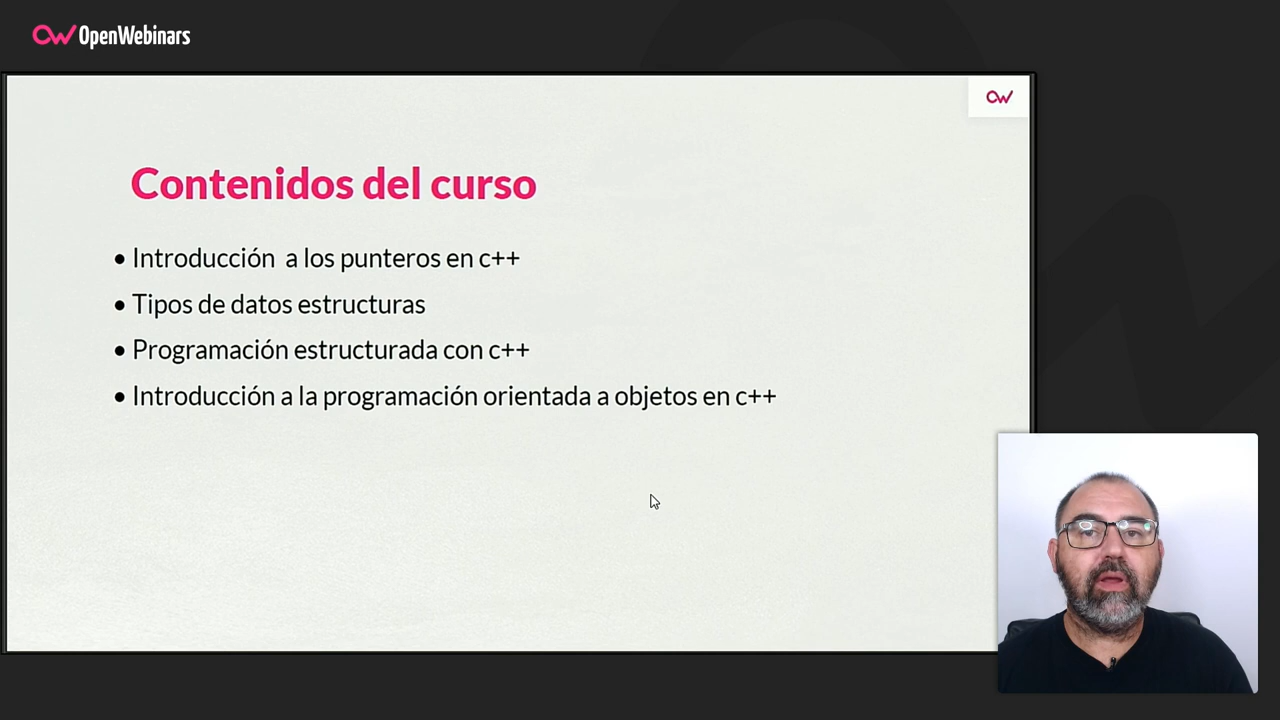 OpenWebinars
Contenidos del curso
• Introducción a los punteros en c++
• Tipos de datos estructuras
• Programación estructurada con c++
• Introducción a la programación orientada a objetos en c++